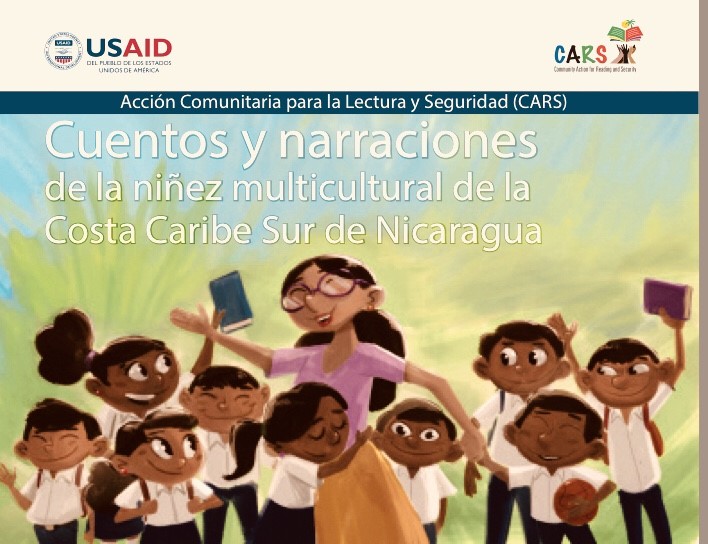 USAID
DEL PUEBLO DE LOS ESTADOS
UNIDOS DE AMÉRICA
CARS
Community Action for Reading and Security
Acción Comunitaria para la Lectura y Seguridad (CARS)
Cuentos y narraciones
de la niñez multicultural de la
Costa Caribe Sur de Nicaragua